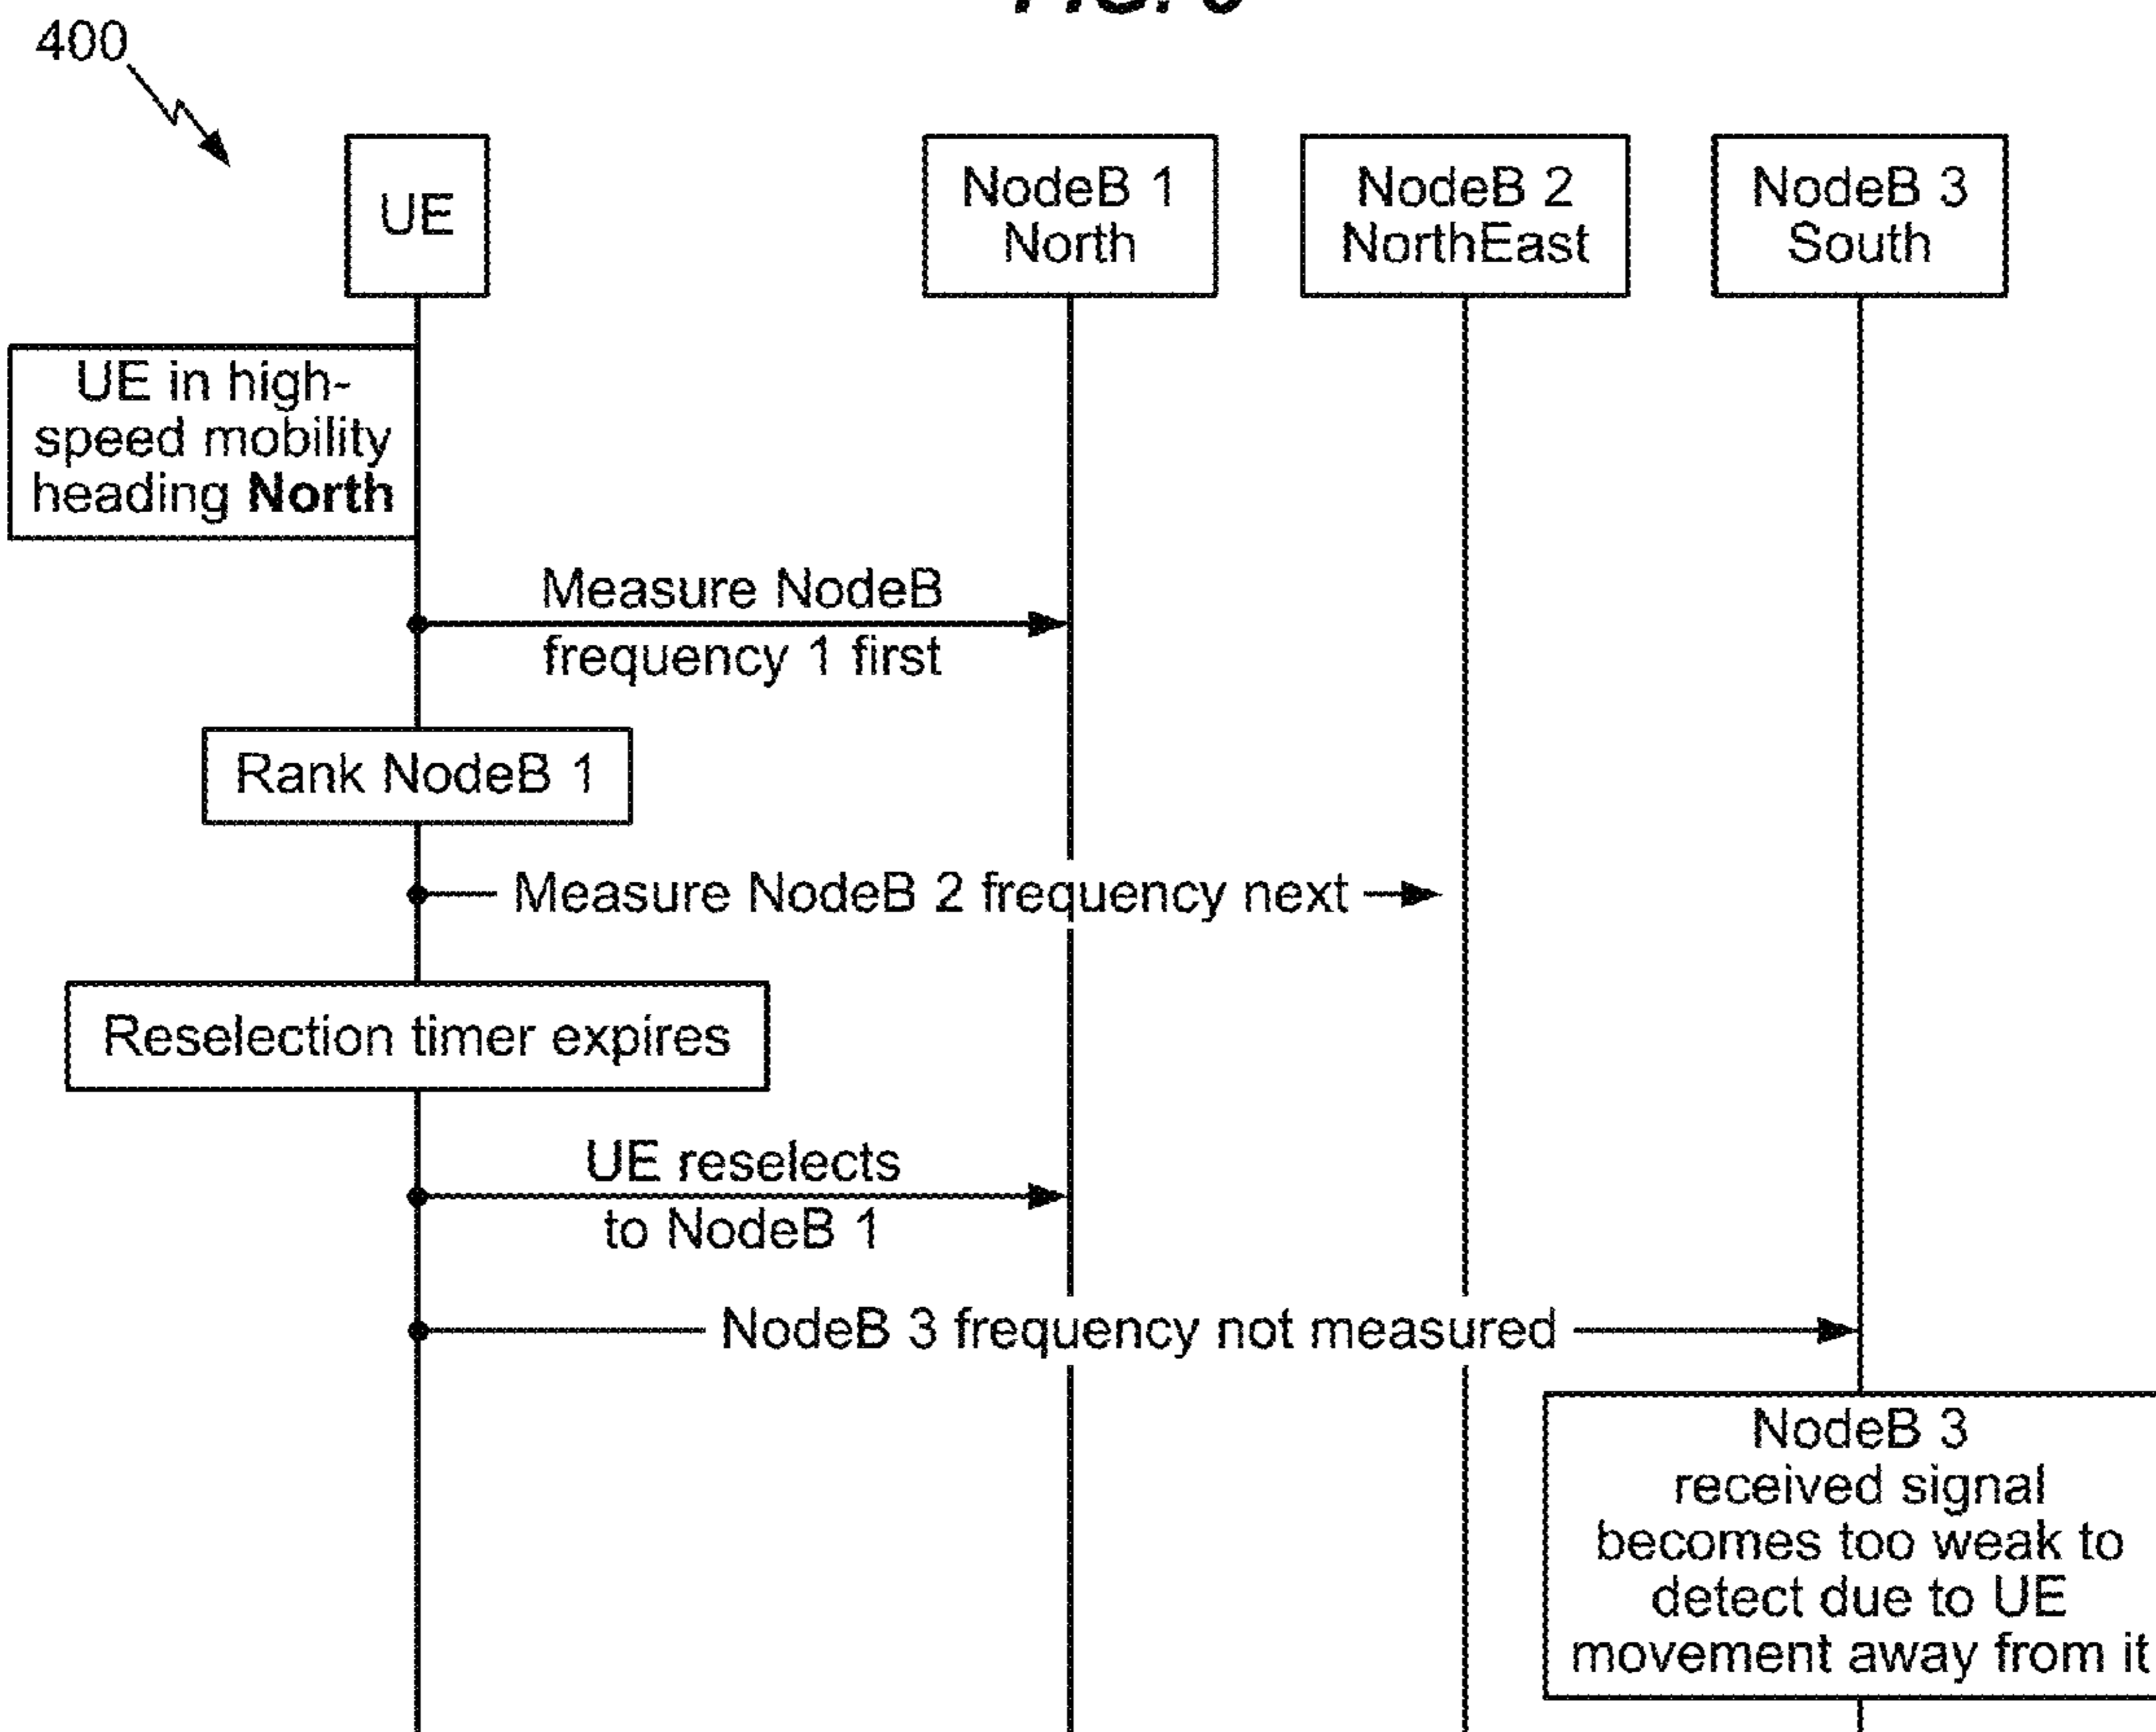 400
UE
NodeB 1
North
NodeB 2
NorthEast
NodeB 3
South
UE in high-
speed mobility
heading North
Measure NodeB
frequency 1 first
Rank NodeB 1
Measure NodeB 2 frequency next
Reselection timer expires
UE reselects
to NodeB 1
NodeB 3 frequency not measured
NodeB 3
received signal
becomes too weak to
detect due to UE
movement away from it